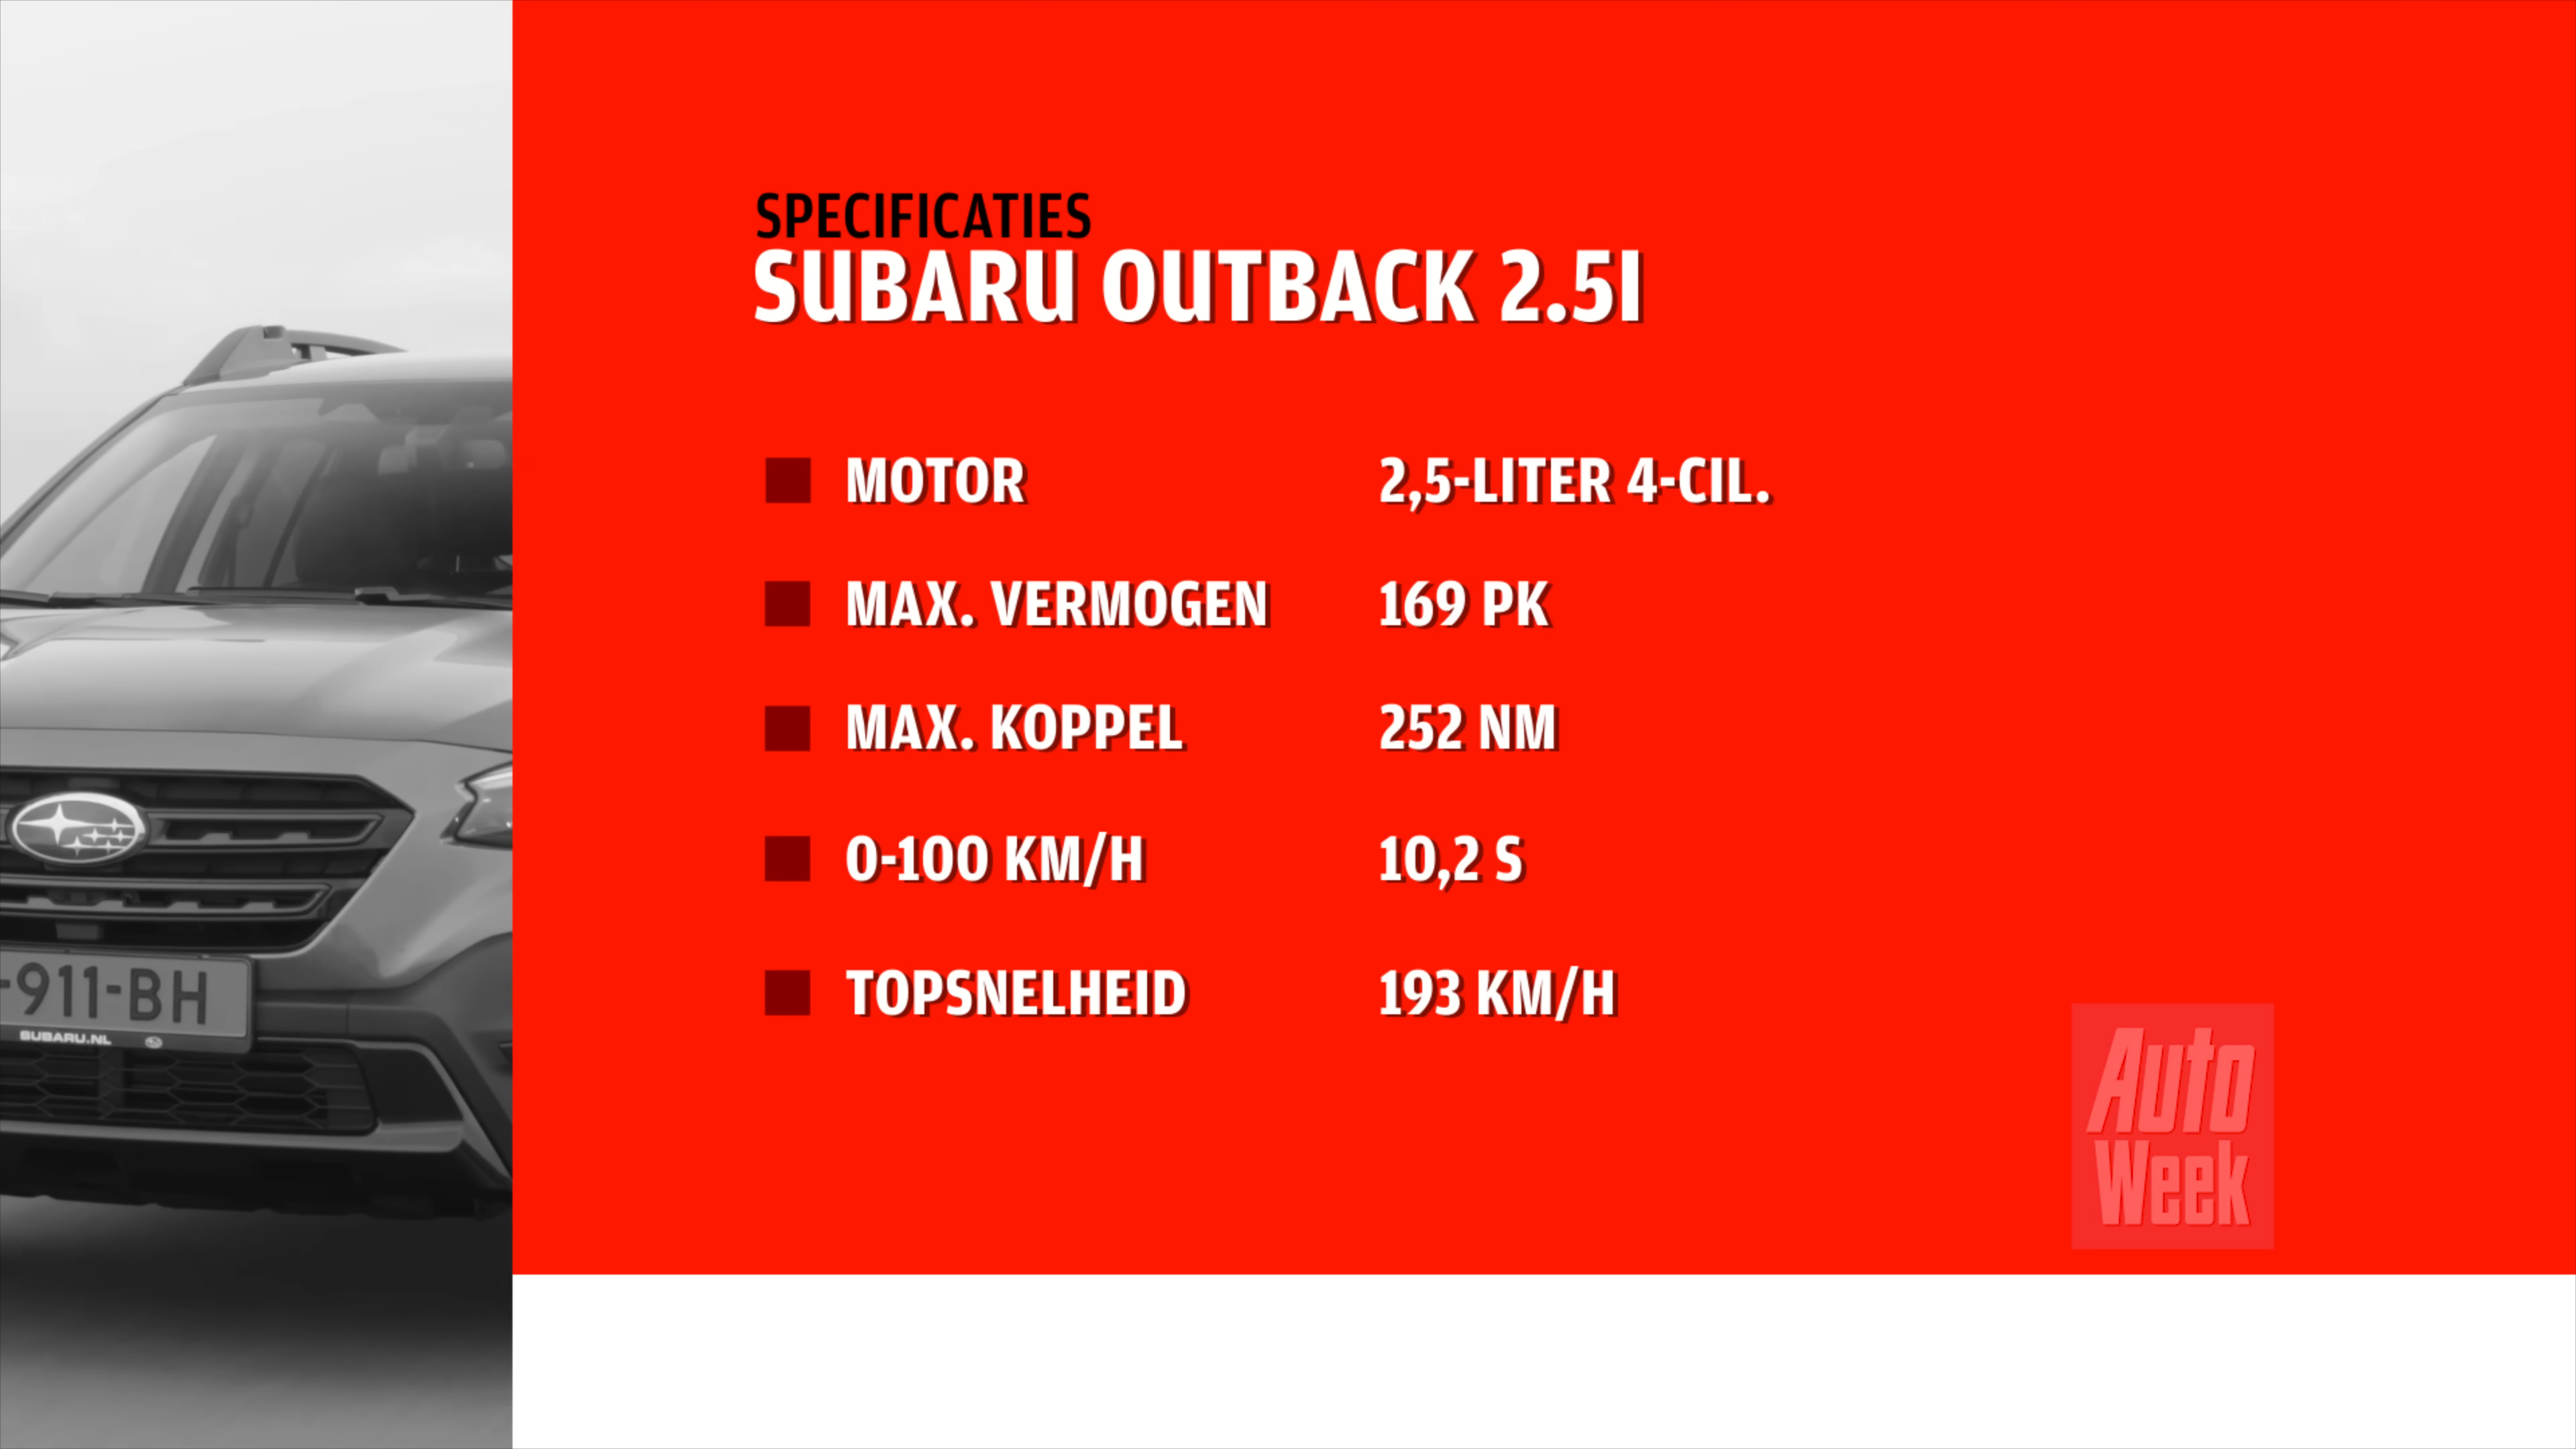 SPECIFICATIES
SUBARU OUTBACK 2.5I
MOTOR 2,5-LITER 4-CIL.
MAX. VERMOGEN 169 PK
MAX. KOPPEL 252 NM
0-100 KM/H 10,2 S
TOPSNELHEID 193 KM/H
-911-BH
SUBARU.NL
Auto
Week